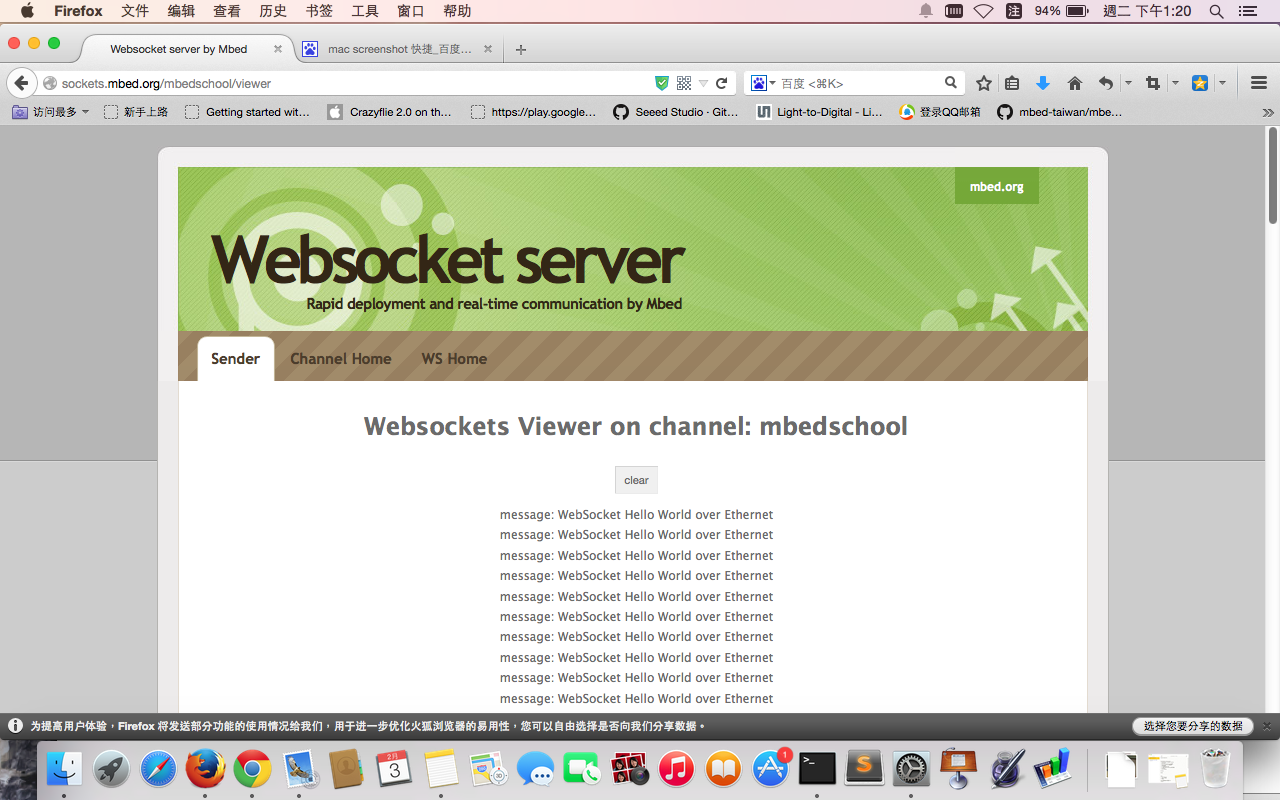 Firefox 文件 编辑 查看 历史 书签 工具 窗口 帮助 注 94% 週二 下午1:20
Websocket server by Mbed mac screenshot 快捷_百度…
sockets.mbed.org/mbedschool/viewer 百度 <⌘K>
访问最多 新手上路 Getting started wit… Crazyflie 2.0 on th… https://play.google… Seeed Studio · Git… Light-to-Digital - Li… 登录QQ邮箱 mbed-taiwan/mbe…
mbed.org
Websocket server
Rapid deployment and real-time communication by Mbed
Sender Channel Home WS Home
Websockets Viewer on channel: mbedschool
clear
message: WebSocket Hello World over Ethernet
message: WebSocket Hello World over Ethernet
message: WebSocket Hello World over Ethernet
message: WebSocket Hello World over Ethernet
message: WebSocket Hello World over Ethernet
message: WebSocket Hello World over Ethernet
message: WebSocket Hello World over Ethernet
message: WebSocket Hello World over Ethernet
message: WebSocket Hello World over Ethernet
message: WebSocket Hello World over Ethernet
为提高用户体验，Firefox 将发送部分功能的使用情况给我们，用于进一步优化火狐浏览器的易用性，您可以自由选择是否向我们分享数据。 选择您要分享的数据
2月
3
1